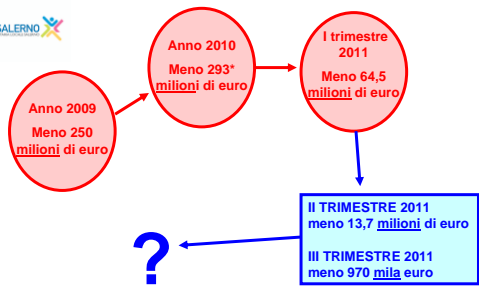 SALERNO
Anno 2009
Meno 250
milioni di euro
Anno 2010
Meno 293*
milioni di euro
I trimestre
2011
Meno 64,5
milioni di euro
II TRIMESTRE 2011
meno 13,7 milioni di euro
III TRIMESTRE 2011
meno 970 mila euro
?